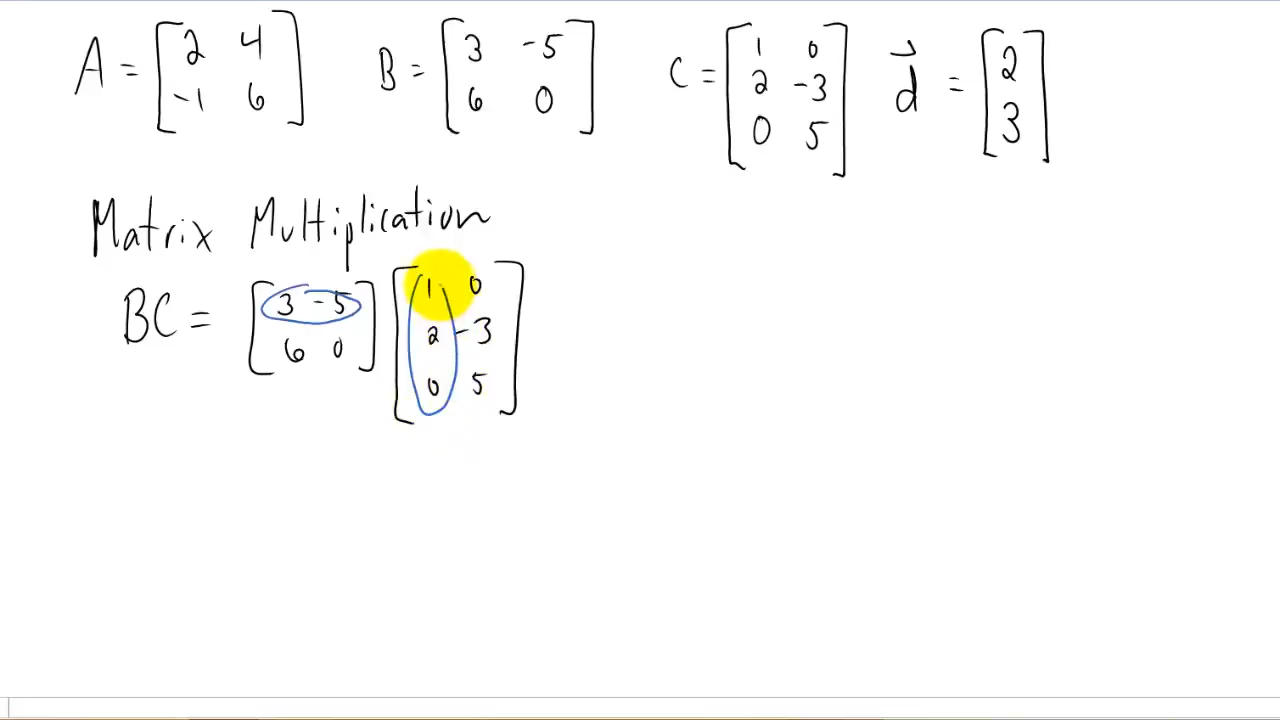 A = [2 4; -1 6] B = [3 -5; 6 0] C = [1 0; 2 -3; 0 5] d⃗ = [2; 3]
Matrix Multiplication
BC = [3 -5; 6 0] [1 0; 2 -3; 0 5]